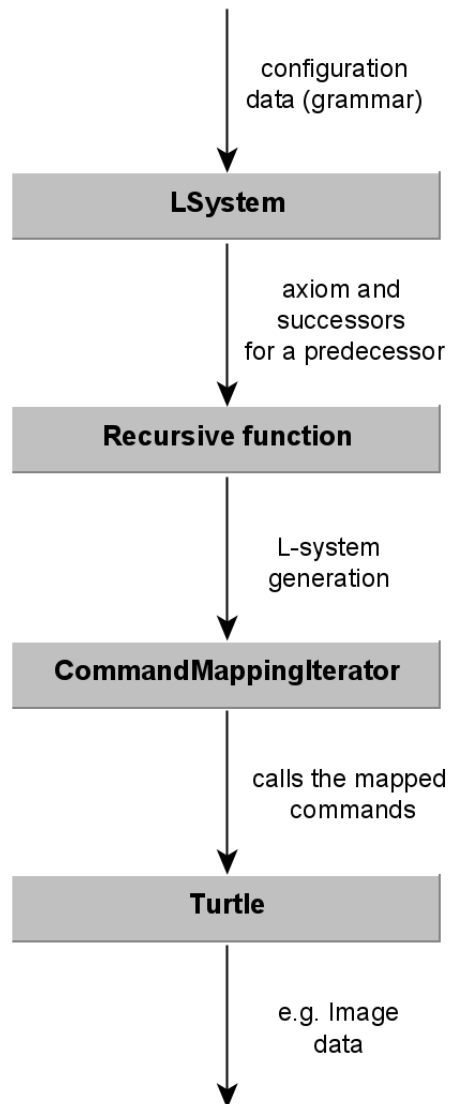 configuration
data (grammar)
LSystem
axiom and
successors
for a predecessor
Recursive function
L-system
generation
CommandMappingIterator
calls the mapped
commands
Turtle
e.g. Image
data